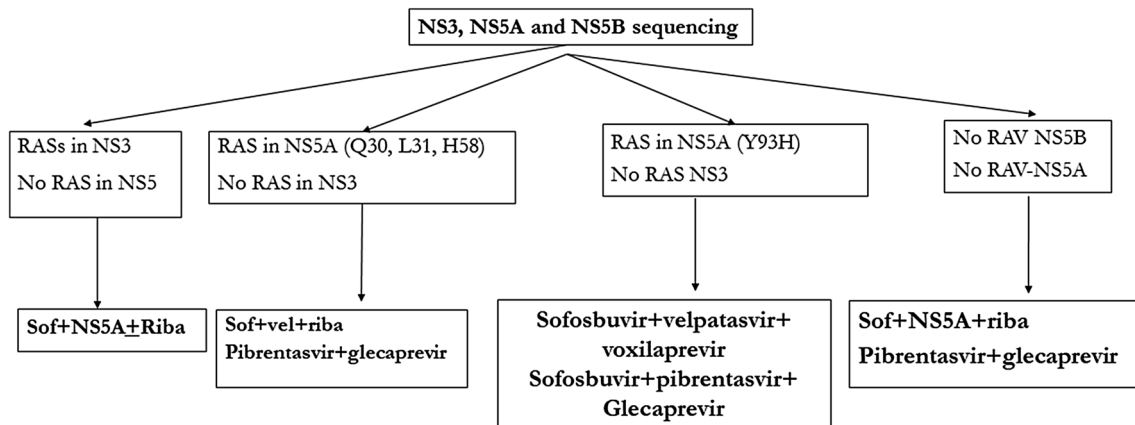 NS3, NS5A and NS5B sequencing
RASs in NS3
No RAS in NS5
RAS in NS5A (Q30, L31, H58)
No RAS in NS3
RAS in NS5A (Y93H)
No RAS NS3
No RAV NS5B
No RAV-NS5A
Sof+NS5A±Riba
Sof+vel+riba
Pibrentasvir+glecaprevir
Sofosbuvir+velpatasvir+
voxilaprevir
Sofosbuvir+pibrentasvir+
Glecaprevir
Sof+NS5A+riba
Pibrentasvir+glecaprevir